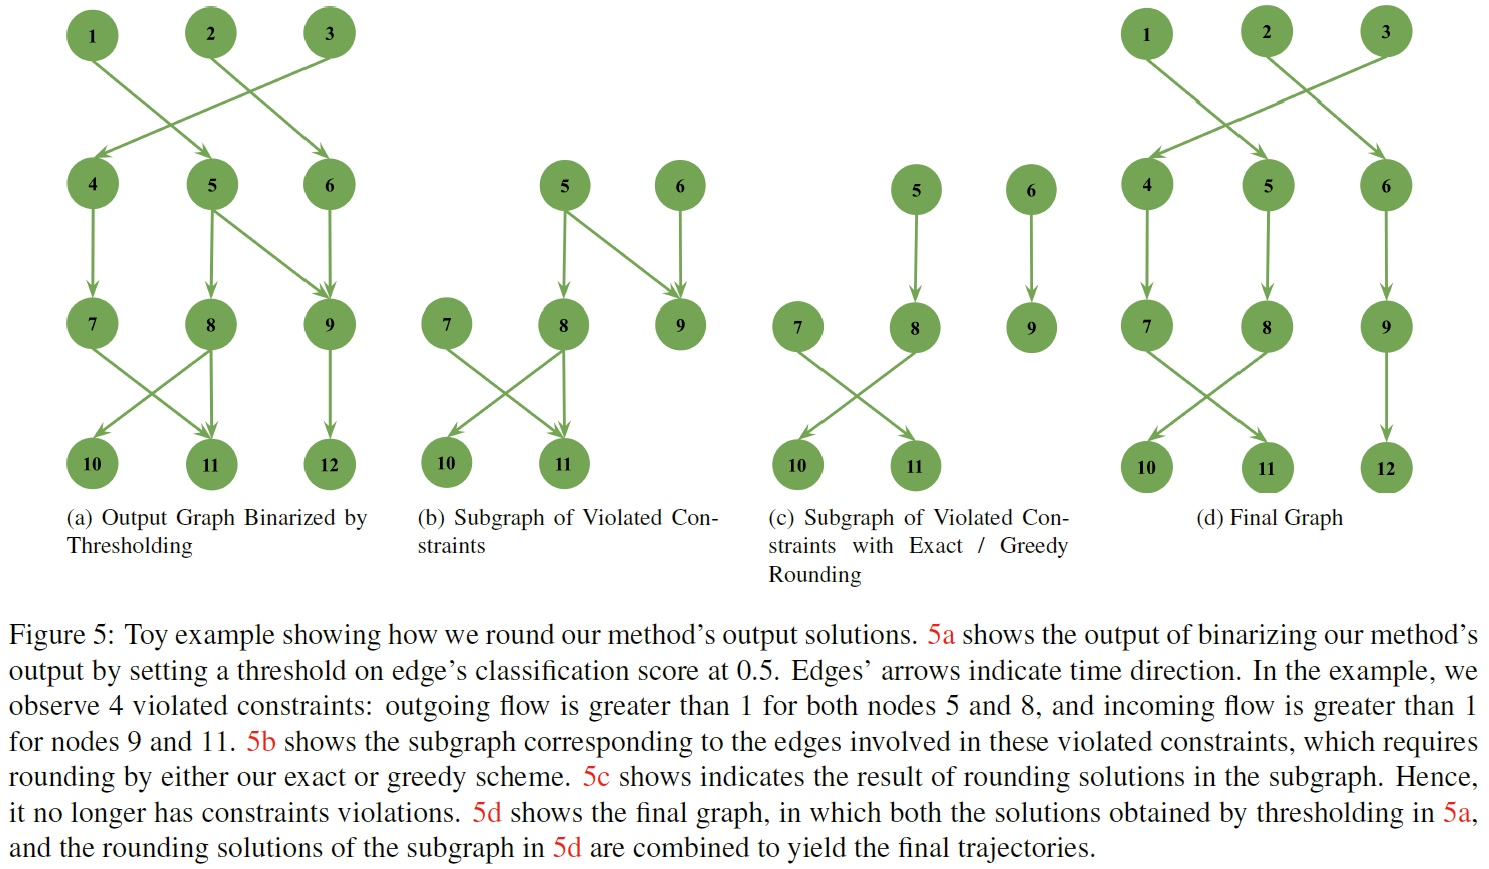 1 2 3
4 5 6
7 8 9
10 11 12
(a) Output Graph Binarized by
Thresholding
5 6
7 8 9
10 11
(b) Subgraph of Violated Con-
straints
5 6
7 8 9
10 11
(c) Subgraph of Violated Con-
straints with Exact / Greedy
Rounding
1 2 3
4 5 6
7 8 9
10 11 12
(d) Final Graph
Figure 5: Toy example showing how we round our method's output solutions. 5a shows the output of binarizing our method's
output by setting a threshold on edge's classification score at 0.5. Edges' arrows indicate time direction. In the example, we
observe 4 violated constraints: outgoing flow is greater than 1 for both nodes 5 and 8, and incoming flow is greater than 1
for nodes 9 and 11. 5b shows the subgraph corresponding to the edges involved in these violated constraints, which requires
rounding by either our exact or greedy scheme. 5c shows indicates the result of rounding solutions in the subgraph. Hence,
it no longer has constraints violations. 5d shows the final graph, in which both the solutions obtained by thresholding in 5a,
and the rounding solutions of the subgraph in 5d are combined to yield the final trajectories.